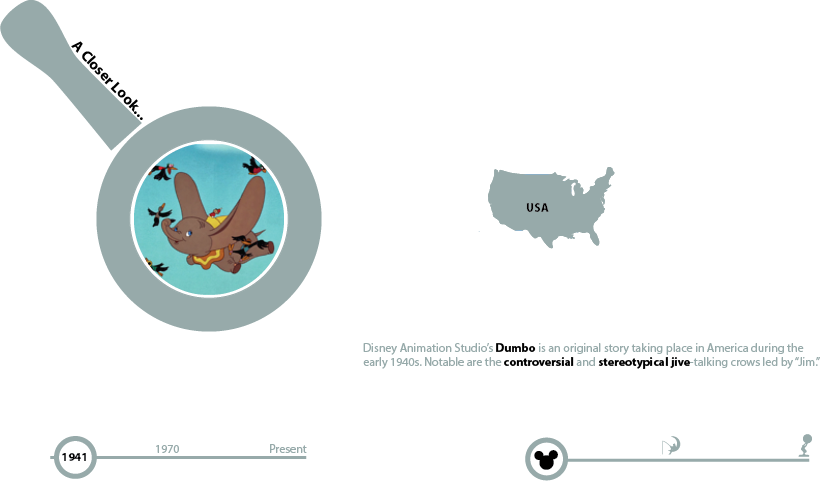 A Closer Look...
USA
Disney Animation Studio's Dumbo is an original story taking place in America during the
early 1940s. Notable are the controversial and stereotypical jive-talking crows led by “Jim.”
1941
1970
Present